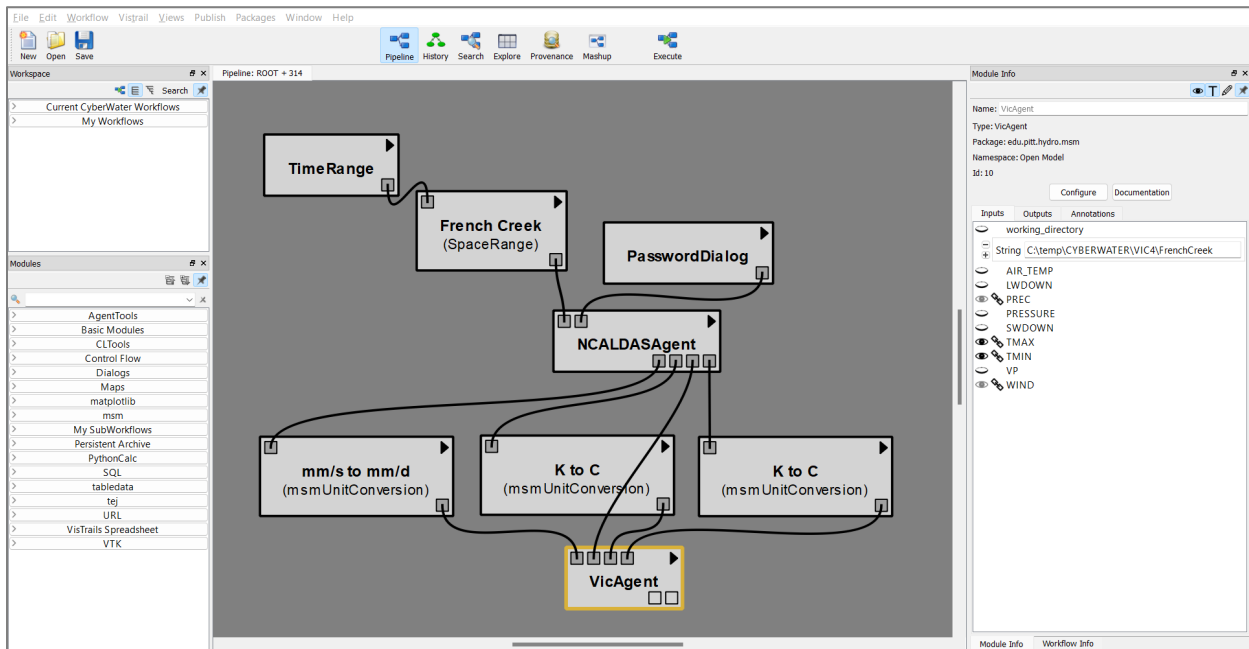 File Edit Workflow Vistrail Views Publish Packages Window Help
New Open Save Pipeline History Search Explore Provenance Mashup Execute
Workspace
Search
Current CyberWater Workflows
My Workflows
Modules
AgentTools
Basic Modules
CLTools
Control Flow
Dialogs
Maps
matplotlib
msm
My SubWorkflows
Persistent Archive
PythonCalc
SQL
tabledata
tej
URL
VisTrails Spreadsheet
VTK
Pipeline: ROOT + 314
TimeRange
French Creek
(SpaceRange)
PasswordDialog
NCALDASAgent
mm/s to mm/d
(msmUnitConversion)
K to C
(msmUnitConversion)
K to C
(msmUnitConversion)
VicAgent
Module Info
Name: VicAgent
Type: VicAgent
Package: edu.pitt.hydro.msm
Namespace: Open Model
Id: 10
Configure Documentation
Inputs Outputs Annotations
working_directory
String C:\temp\CYBERWATER\VIC4\FrenchCreek
AIR_TEMP
LWDOWN
PREC
PRESSURE
SWDOWN
TMAX
TMIN
VP
WIND
Module Info Workflow Info